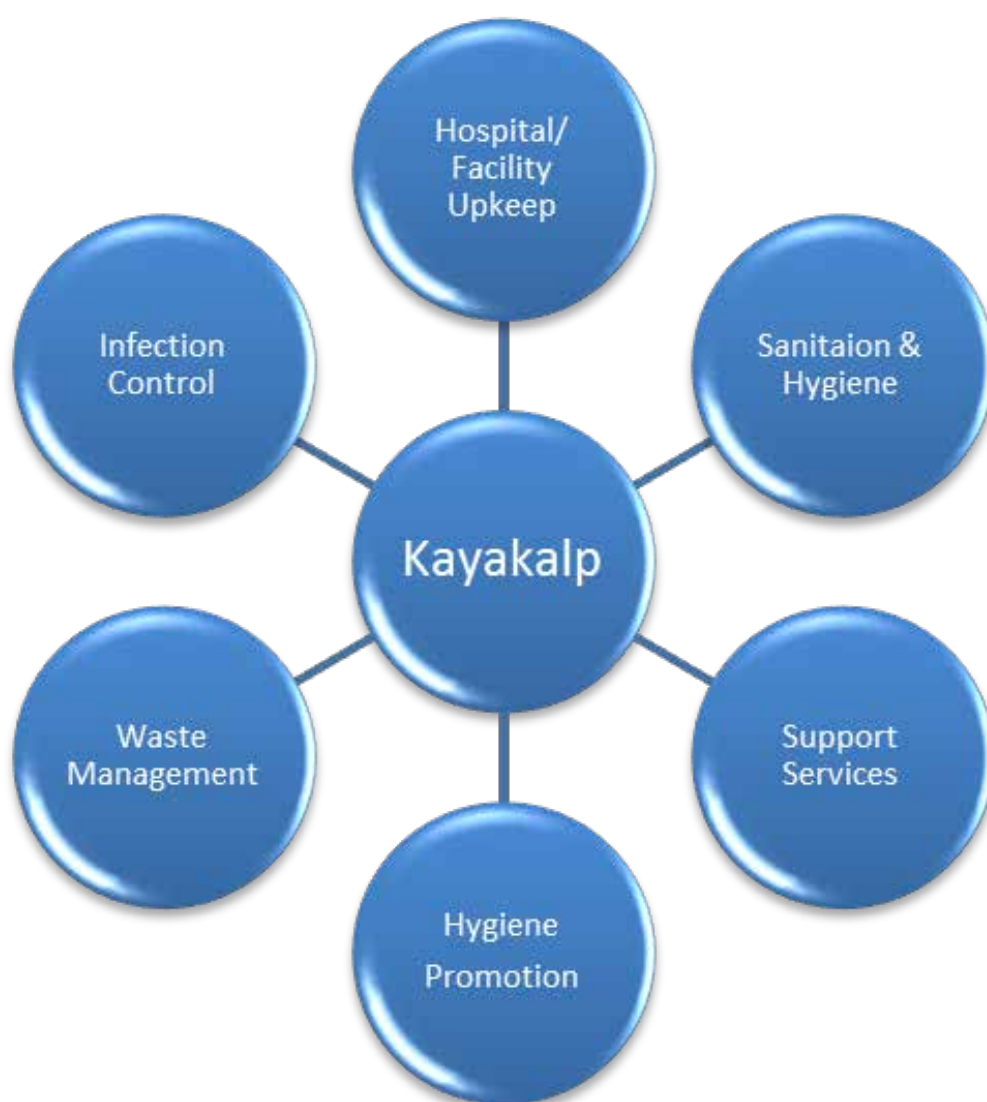 Hospital/
Facility
Upkeep
Infection
Control
Sanitaion &
Hygiene
Kayakalp
Waste
Management
Support
Services
Hygiene
Promotion